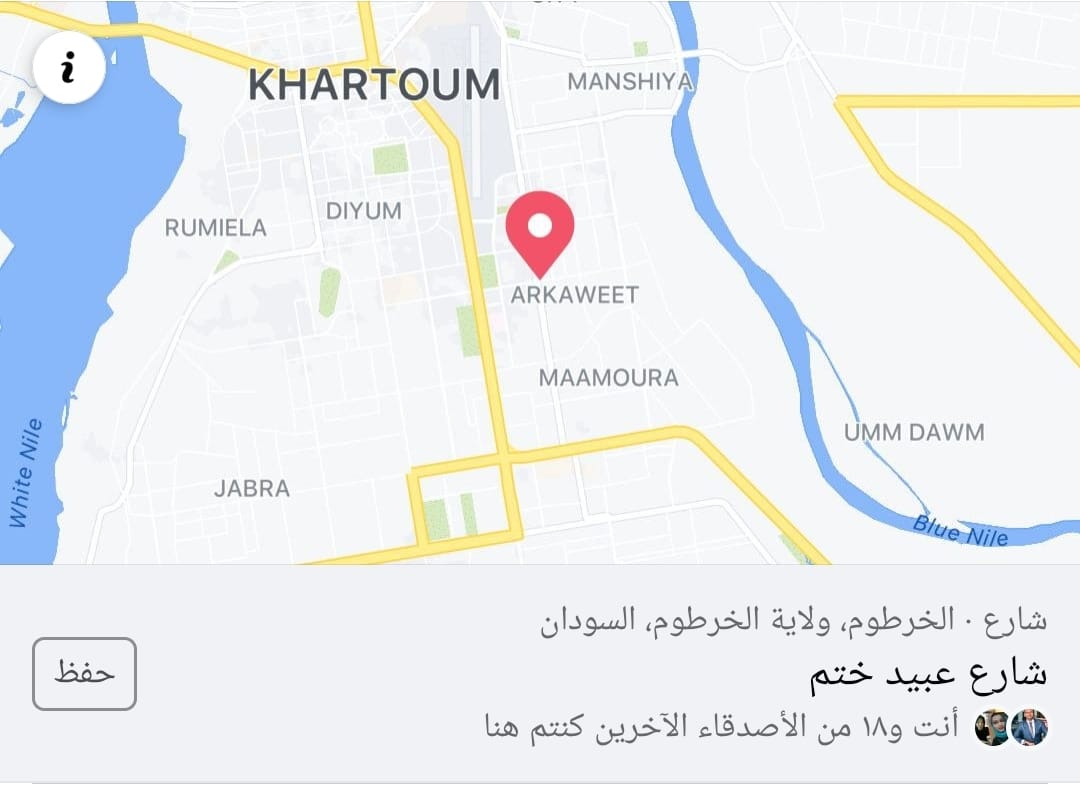 KHARTOUM
MANSHIYA
DIYUM
RUMIELA
ARKAWEET
MAAMOURA
UMM DAWM
White Nile
JABRA
Blue Nile
شارع · الخرطوم، ولاية الخرطوم، السودان
شارع عبيد ختم
حفظ
أنت و١٨ من الأصدقاء الآخرين كنتم هنا